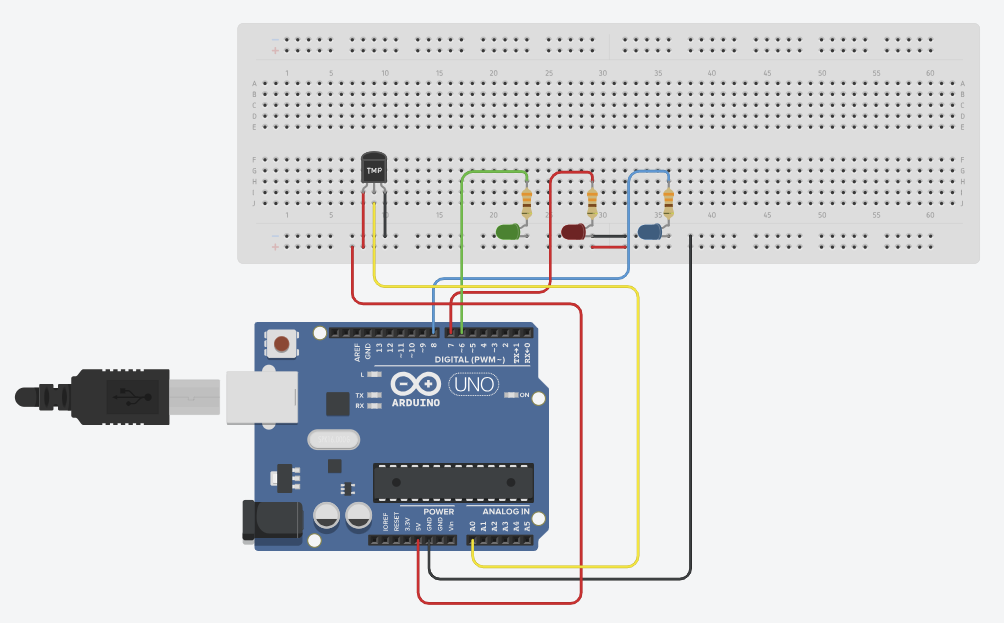 − −
+ +
1 5 10 15 20 25 30 35 40 45 50 55 60
A A
B B
C C
D D
E E
F F
G G
H H
I I
J J
TMP
1 5 10 15 20 25 30 35 40 45 50 55 60
− −
+ +
AREF
GND
13
12
~11
~10
~9
8
7
~6
~5
4
~3
2
TX→1
RX←0
DIGITAL (PWM~)
L
TX
RX
UNO
ON
ARDUINO
POWER
ANALOG IN
IOREF
RESET
3.3V
5V
GND
GND
Vin
A0
A1
A2
A3
A4
A5